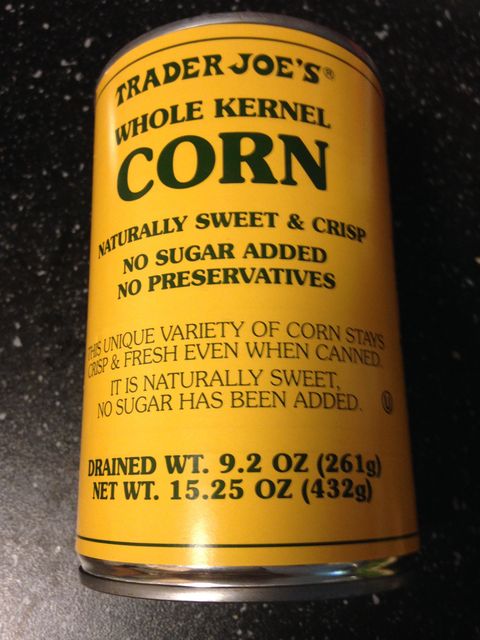 TRADER JOE'S®
WHOLE KERNEL
CORN
NATURALLY SWEET & CRISP
NO SUGAR ADDED
NO PRESERVATIVES
THIS UNIQUE VARIETY OF CORN STAYS
CRISP & FRESH EVEN WHEN CANNED.
IT IS NATURALLY SWEET,
NO SUGAR HAS BEEN ADDED. Ⓤ
DRAINED WT. 9.2 OZ (261g)
NET WT. 15.25 OZ (432g)